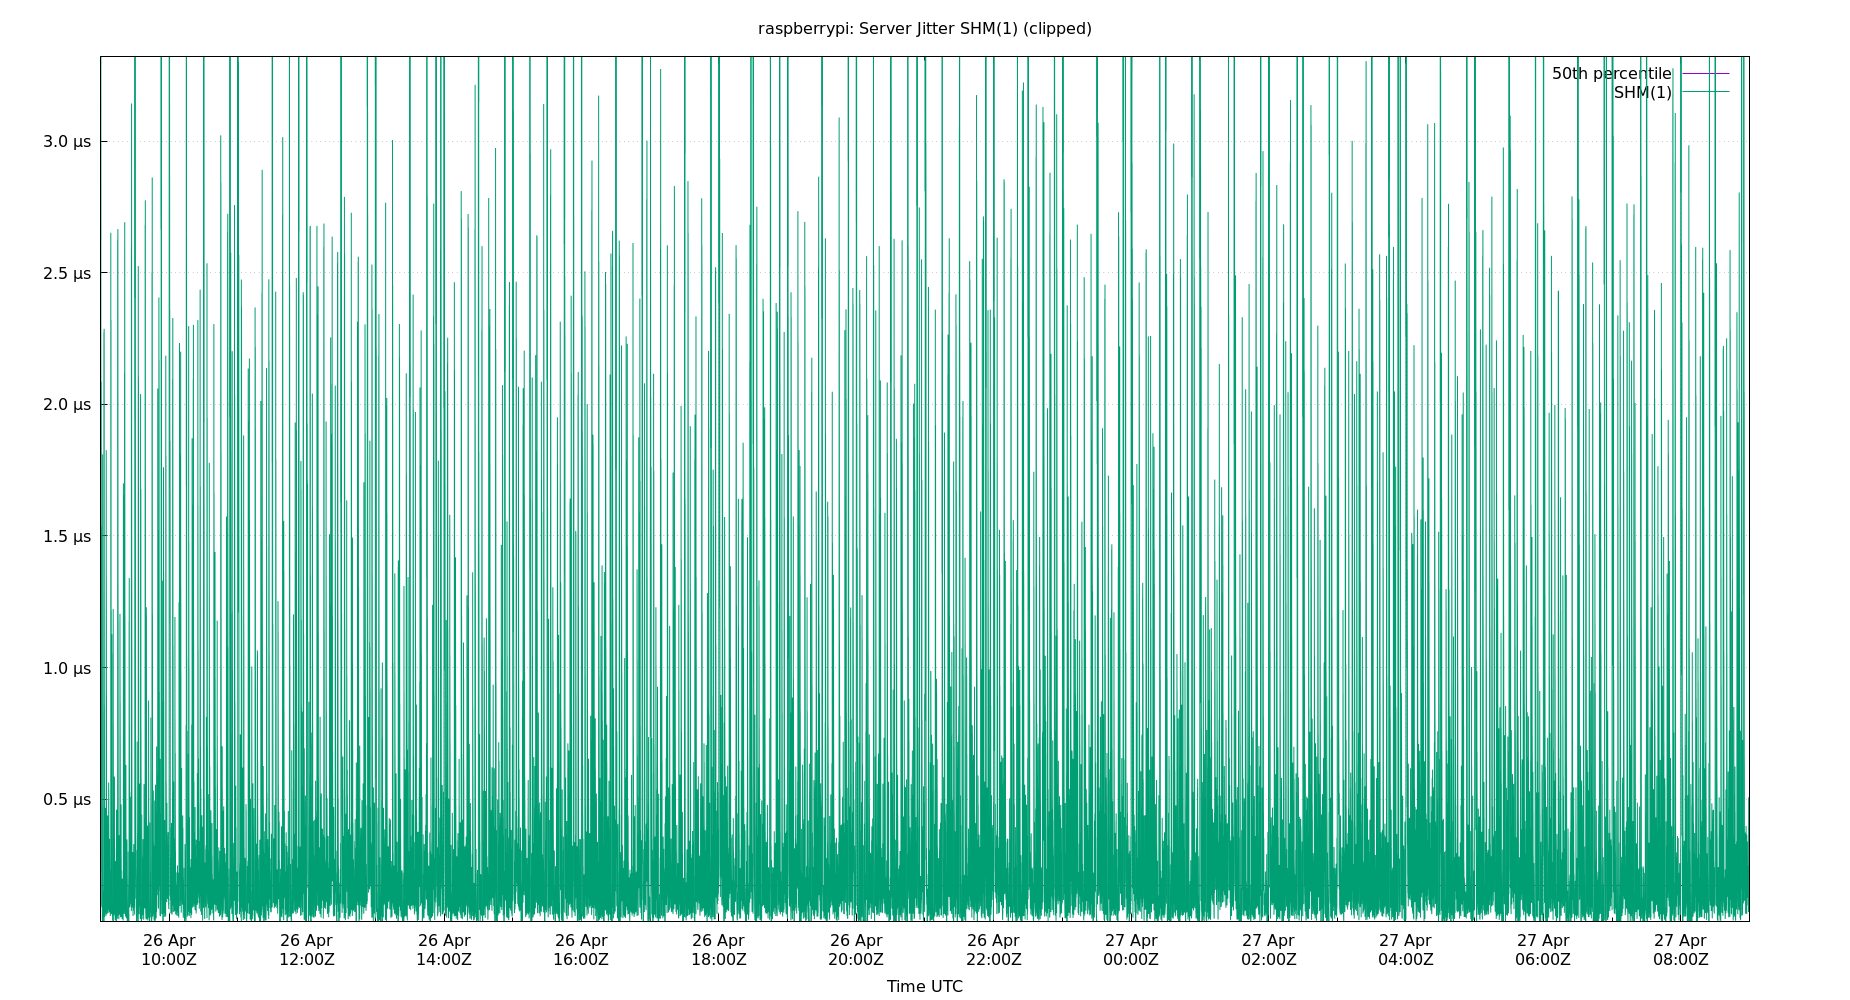 raspberrypi: Server Jitter SHM(1) (clipped)
50th percentile
SHM(1)
3.0 µs
2.5 µs
2.0 µs
1.5 µs
1.0 µs
0.5 µs
26 Apr 26 Apr 26 Apr 26 Apr 26 Apr 26 Apr 26 Apr 27 Apr 27 Apr 27 Apr 27 Apr 27 Apr
10:00Z 12:00Z 14:00Z 16:00Z 18:00Z 20:00Z 22:00Z 00:00Z 02:00Z 04:00Z 06:00Z 08:00Z
Time UTC